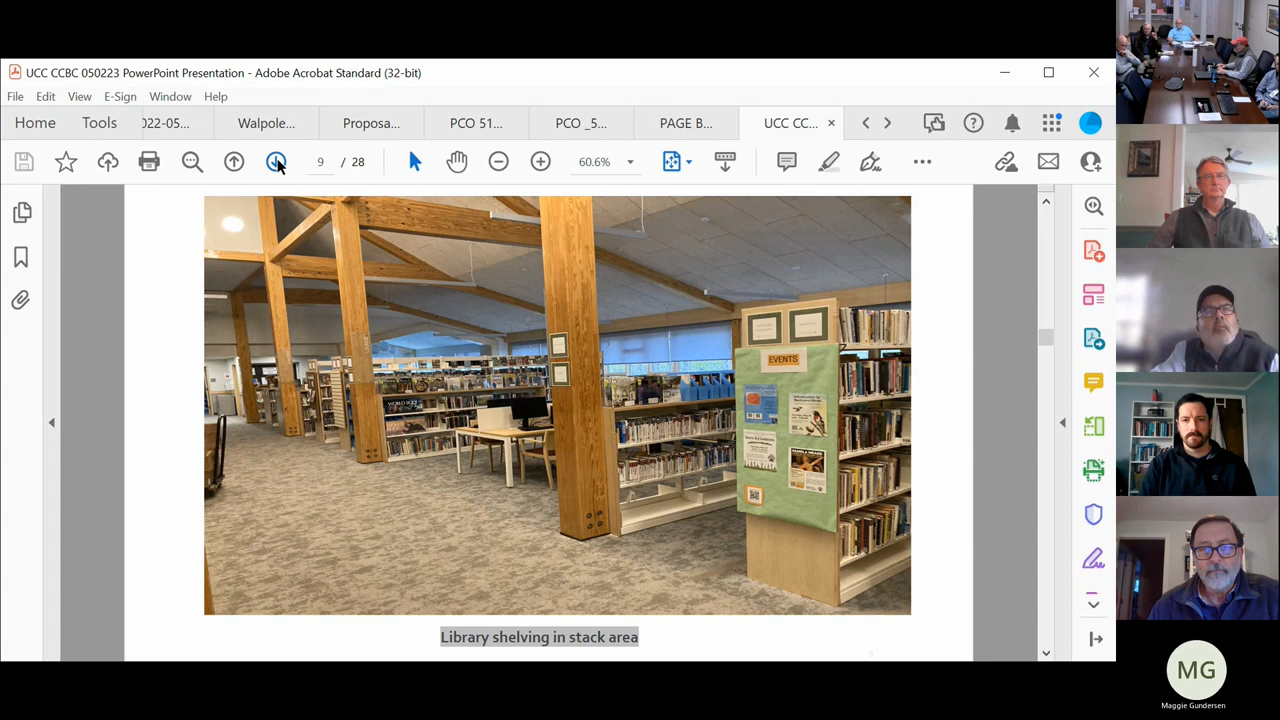 UCC CCBC 050223 PowerPoint Presentation - Adobe Acrobat Standard (32-bit)
File Edit View E-Sign Window Help
Home Tools 022-05... Walpole... Proposa... PCO 51... PCO _5... PAGE B... UCC CC...
9 / 28 60.6%
EVENTS
WORLD
Library shelving in stack area
9
MG
Maggie Gundersen